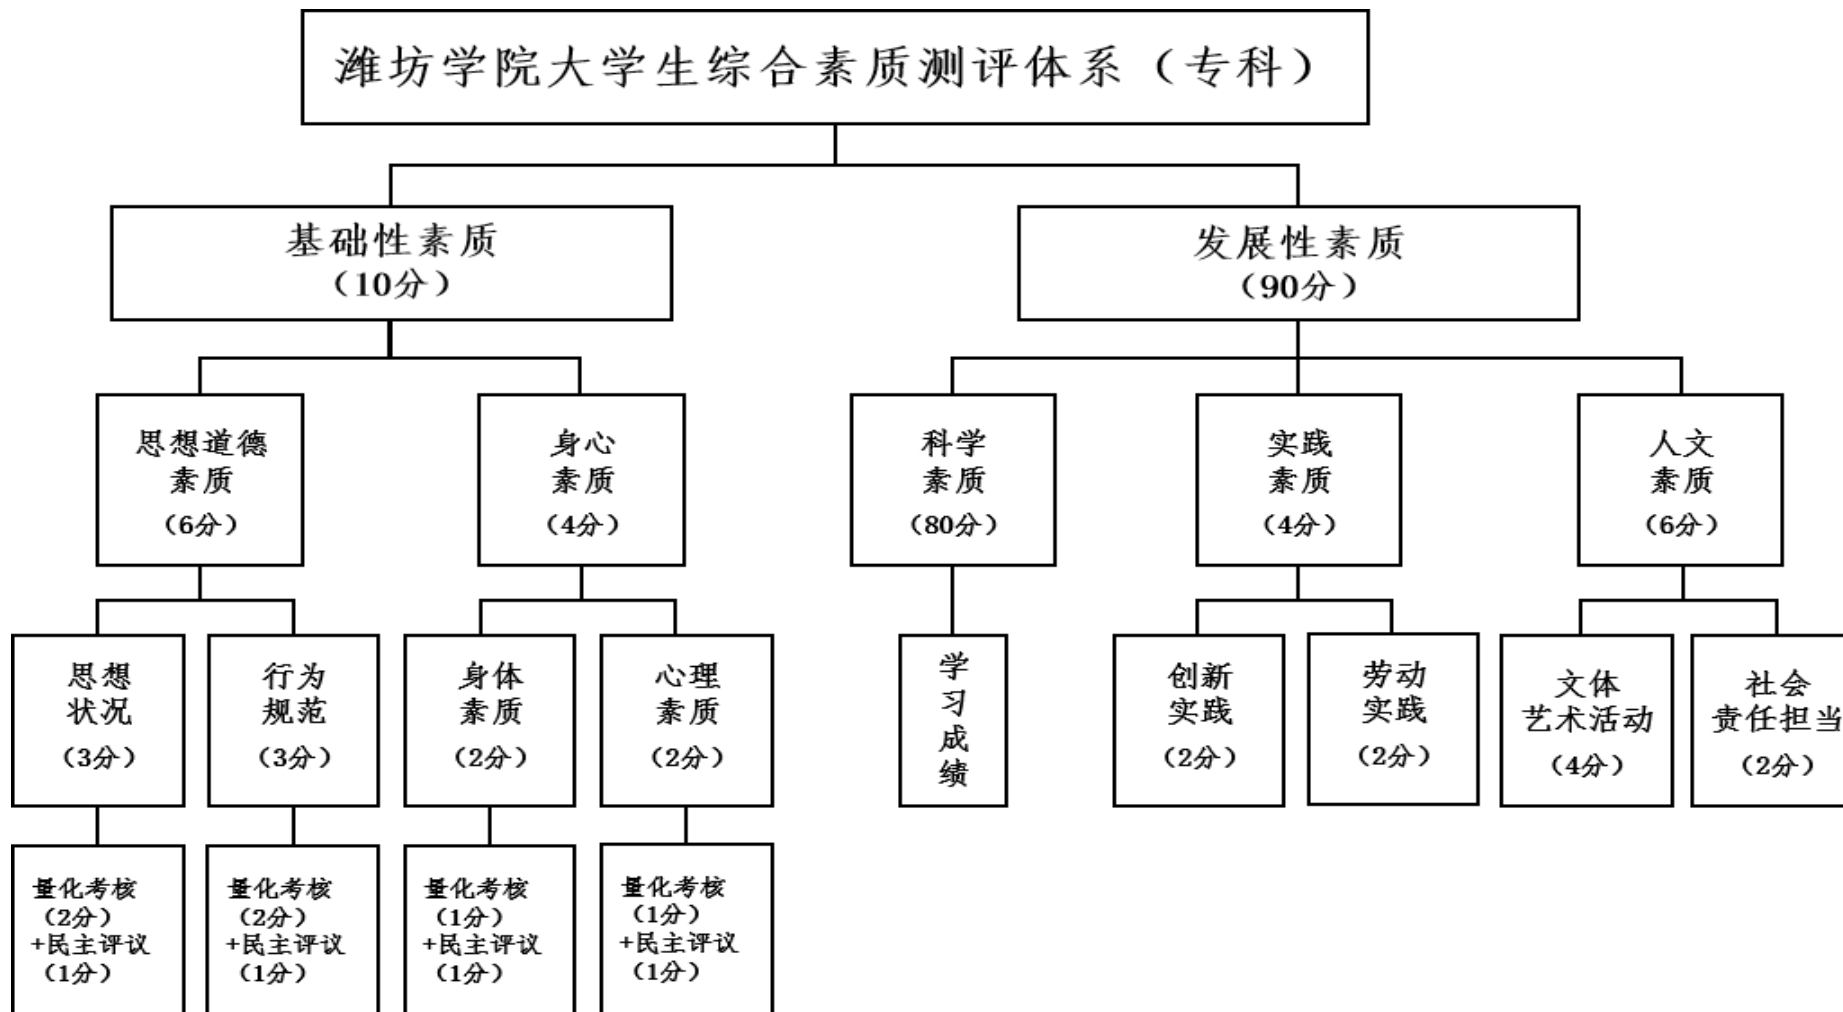 潍坊学院大学生综合素质测评体系（专科）
基础性素质
（10分）
发展性素质
（90分）
思想道德
素质
（6分）
身心
素质
（4分）
科学
素质
（80分）
实践
素质
（4分）
人文
素质
（6分）
思想
状况
（3分）
行为
规范
（3分）
身体
素质
（2分）
心理
素质
（2分）
学
习
成
绩
创新
实践
（2分）
劳动
实践
（2分）
文体
艺术活动
（4分）
社会
责任担当
（2分）
量化考核
（2分）
+民主评议
（1分）
量化考核
（2分）
+民主评议
（1分）
量化考核
（1分）
+民主评议
（1分）
量化考核
（1分）
+民主评议
（1分）